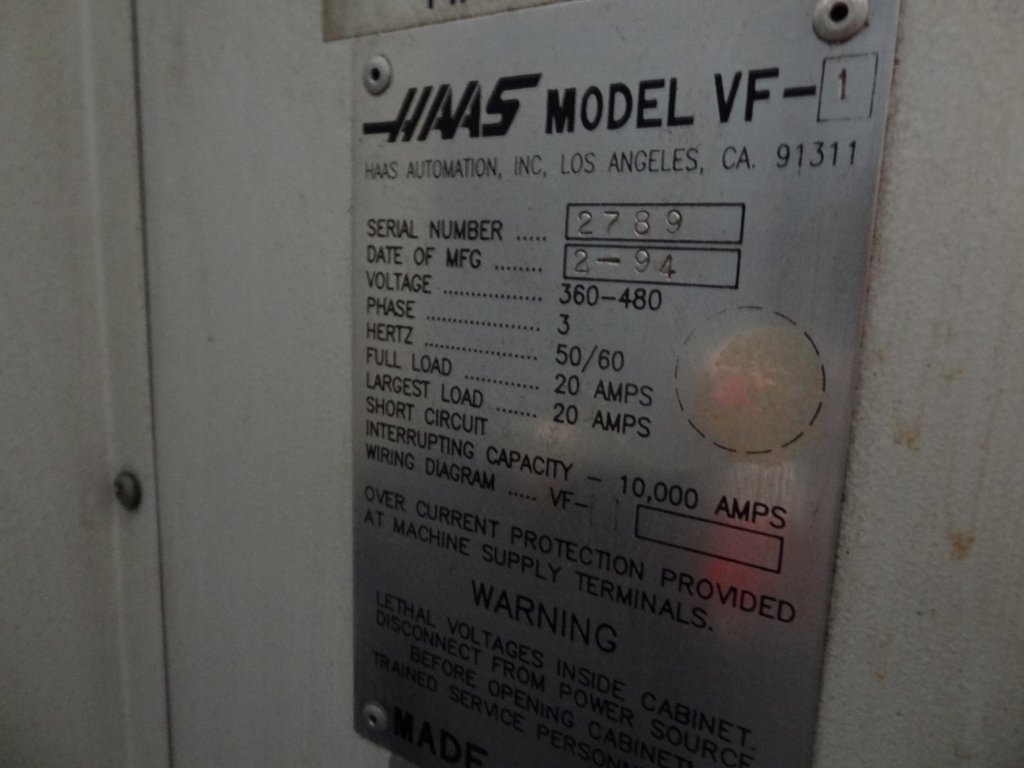 HAAS MODEL VF-1
HAAS AUTOMATION, INC, LOS ANGELES, CA. 91311
SERIAL NUMBER ..... 2789
DATE OF MFG ........ 2-94
VOLTAGE ................. 360-480
PHASE .................... 3
HERTZ .................... 50/60
FULL LOAD ............. 20 AMPS
LARGEST LOAD ....... 20 AMPS
SHORT CIRCUIT
INTERRUPTING CAPACITY - 10,000 AMPS
WIRING DIAGRAM ..... VF-
OVER CURRENT PROTECTION PROVIDED
AT MACHINE SUPPLY TERMINALS.
WARNING
LETHAL VOLTAGES INSIDE CABINET.
DISCONNECT FROM POWER SOURCE
BEFORE OPENING CABINET!
TRAINED SERVICE
MADE